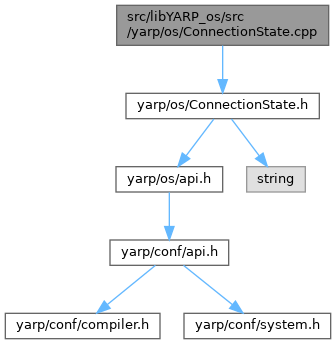 src/libYARP_os/src
/yarp/os/ConnectionState.cpp
yarp/os/ConnectionState.h
yarp/os/api.h
string
yarp/conf/api.h
yarp/conf/compiler.h
yarp/conf/system.h